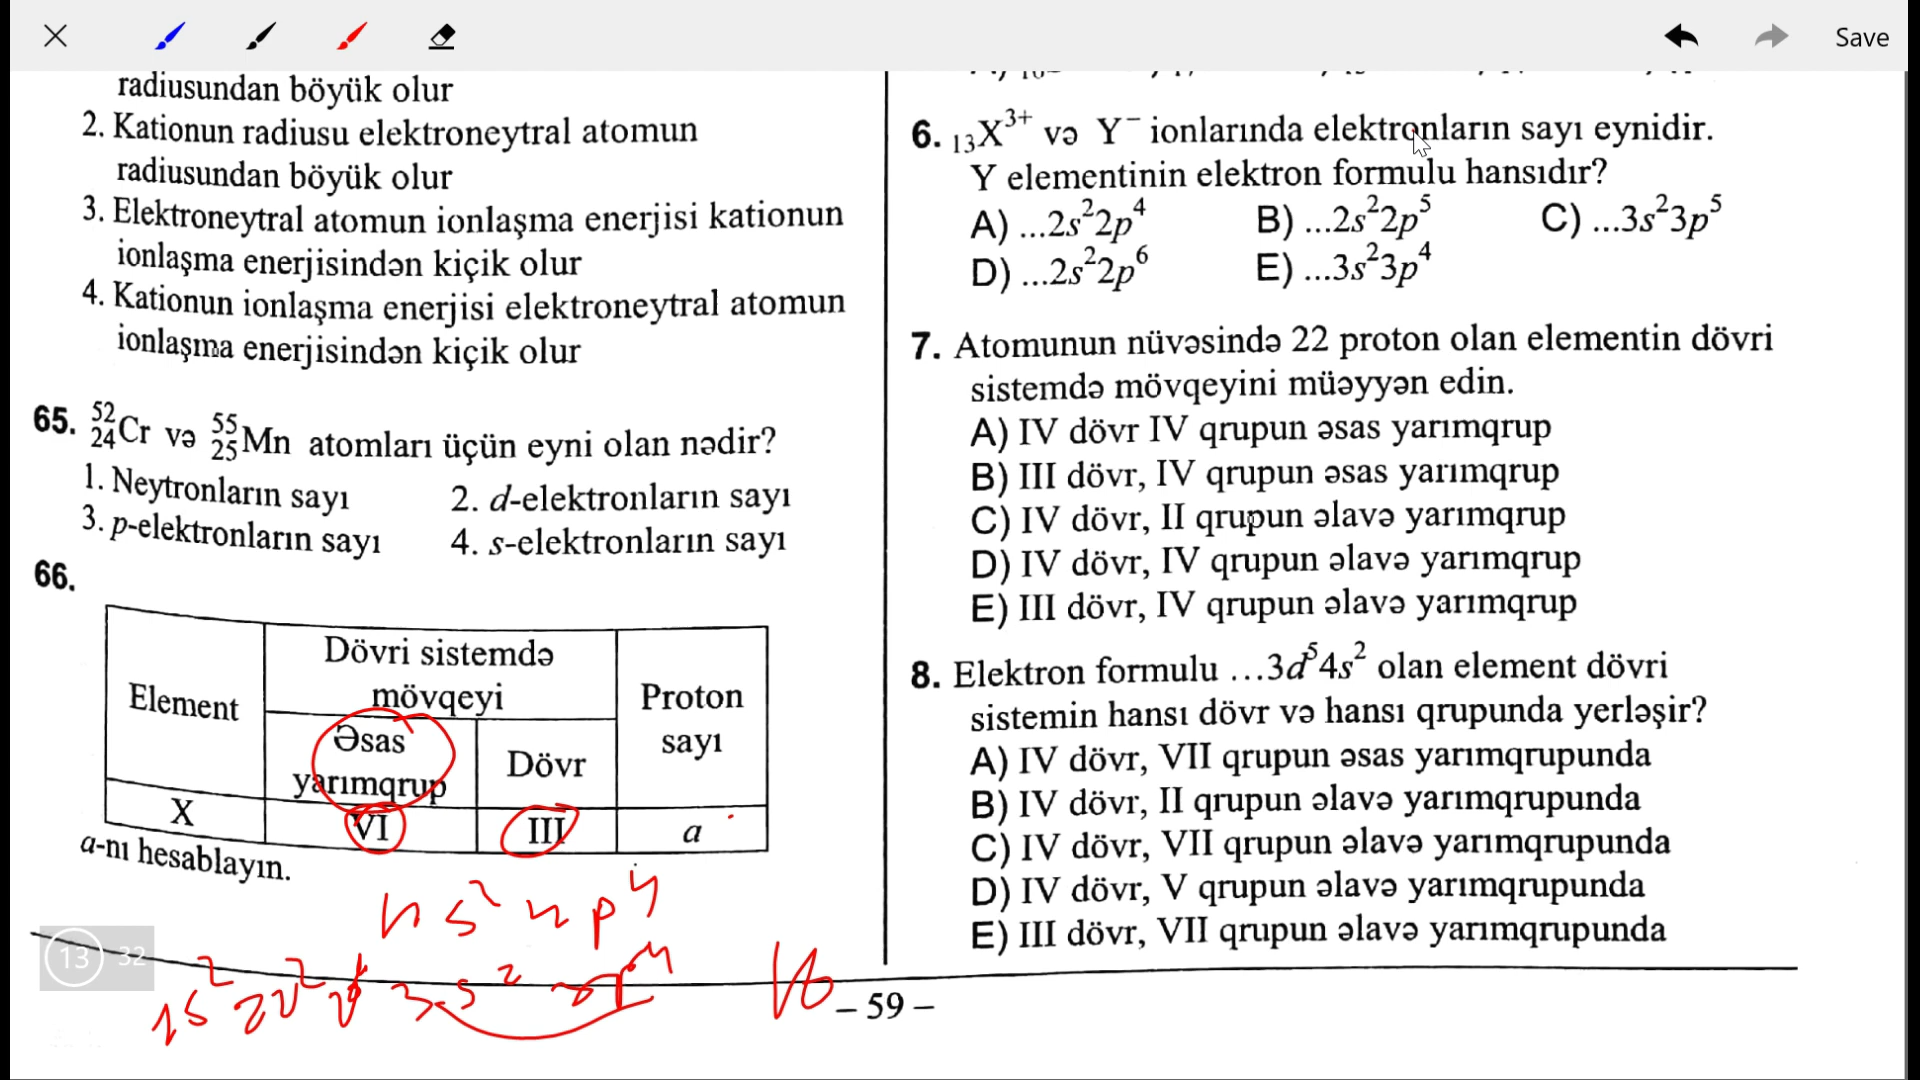 Save
radiusundan böyük olur
2. Kationun radiusu elektroneytral atomun
radiusundan böyük olur
3. Elektroneytral atomun ionlaşma enerjisi kationun
ionlaşma enerjisindən kiçik olur
4. Kationun ionlaşma enerjisi elektroneytral atomun
ionlaşma enerjisindən kiçik olur
65. ⁵²₂₄Cr və ⁵⁵₂₅Mn atomları üçün eyni olan nədir?
1. Neytronların sayı 2. d-elektronların sayı
3. p-elektronların sayı 4. s-elektronların sayı
66.
Element
Dövri sistemdə
mövqeyi
Əsas
yarımqrup
Dövr
Proton
sayı
X VI III a
a-nı hesablayın.
ns² np⁴
3s²
16
13 32
– 59 –
6. ₁₃X³⁺ və Y⁻ ionlarında elektronların sayı eynidir.
Y elementinin elektron formulu hansıdır?
A) ...2s²2p⁴ B) ...2s²2p⁵ C) ...3s²3p⁵
D) ...2s²2p⁶ E) ...3s²3p⁴
7. Atomunun nüvəsində 22 proton olan elementin dövri
sistemdə mövqeyini müəyyən edin.
A) IV dövr IV qrupun əsas yarımqrup
B) III dövr, IV qrupun əsas yarımqrup
C) IV dövr, II qrupun əlavə yarımqrup
D) IV dövr, IV qrupun əlavə yarımqrup
E) III dövr, IV qrupun əlavə yarımqrup
8. Elektron formulu ...3d⁵4s² olan element dövri
sistemin hansı dövr və hansı qrupunda yerləşir?
A) IV dövr, VII qrupun əsas yarımqrupunda
B) IV dövr, II qrupun əlavə yarımqrupunda
C) IV dövr, VII qrupun əlavə yarımqrupunda
D) IV dövr, V qrupun əlavə yarımqrupunda
E) III dövr, VII qrupun əlavə yarımqrupunda